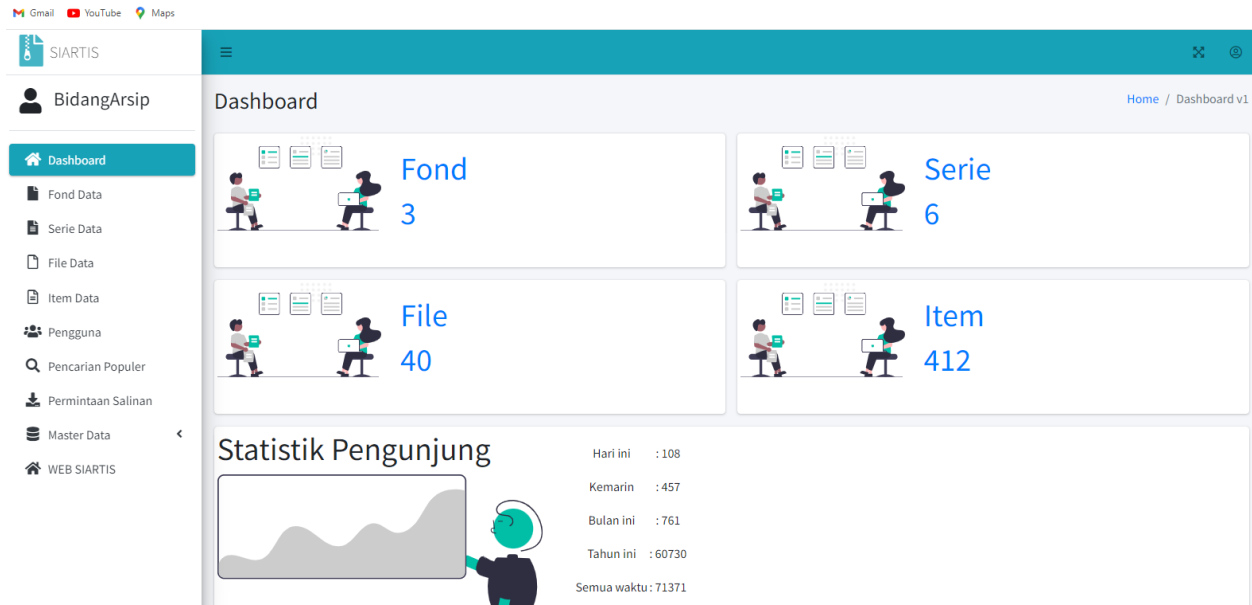 Gmail YouTube Maps
SIARTIS
BidangArsip
Dashboard
Fond Data
Serie Data
File Data
Item Data
Pengguna
Pencarian Populer
Permintaan Salinan
Master Data
WEB SIARTIS
Dashboard
Home / Dashboard v1
Fond
3
Serie
6
File
40
Item
412
Statistik Pengunjung
Hari ini : 108
Kemarin : 457
Bulan ini : 761
Tahun ini : 60730
Semua waktu : 71371